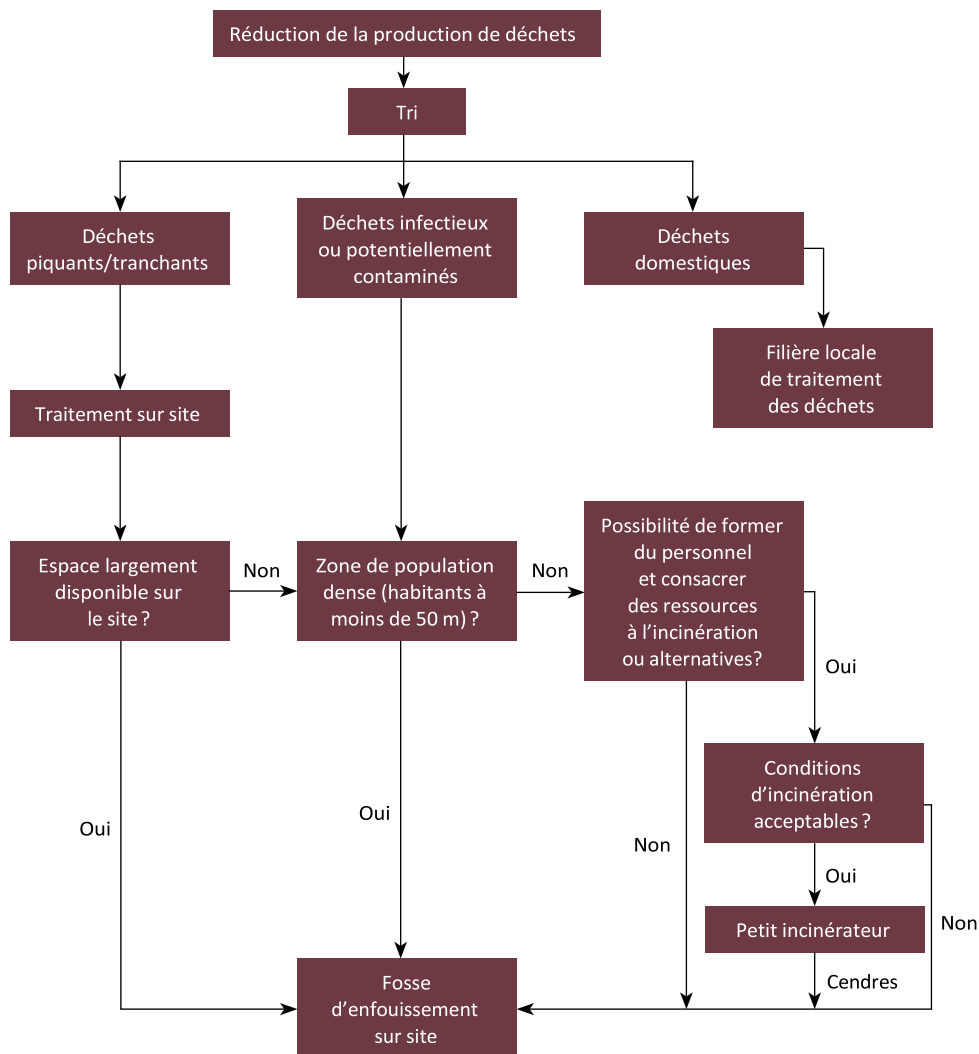 Réduction de la production de déchets
Tri
Déchets
piquants/tranchants
Déchets infectieux
ou potentiellement
contaminés
Déchets
domestiques
Filière locale
de traitement
des déchets
Traitement sur site
Espace largement
disponible sur
le site ?
Non
Zone de population
dense (habitants à
moins de 50 m) ?
Non
Possibilité de former
du personnel
et consacrer
des ressources
à l’incinération
ou alternatives?
Oui
Conditions
d’incinération
acceptables ?
Oui
Oui
Non
Oui
Non
Petit incinérateur
Cendres
Fosse
d’enfouissement
sur site